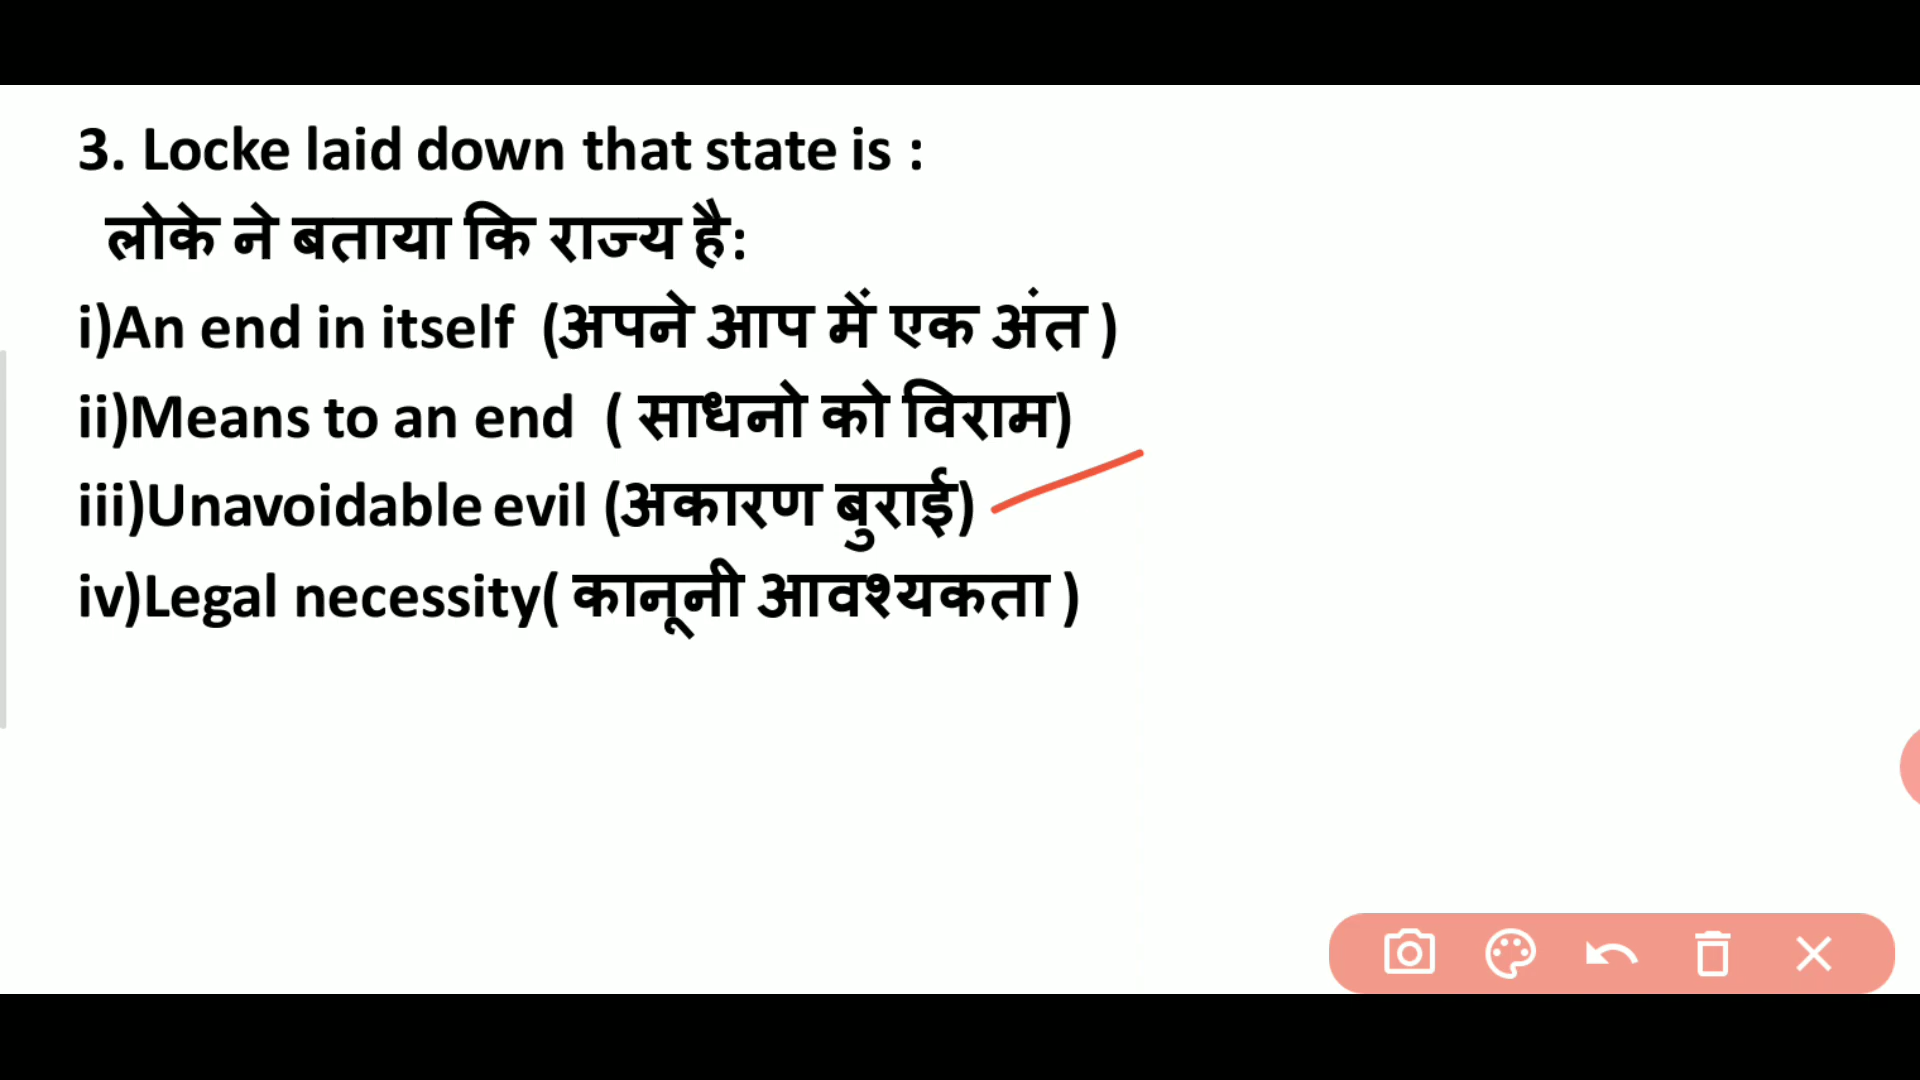 3. Locke laid down that state is :
लोके ने बताया कि राज्य है:
i)An end in itself (अपने आप में एक अंत )
ii)Means to an end ( साधनो को विराम)
iii)Unavoidable evil (अकारण बुराई)
iv)Legal necessity( कानूनी आवश्यकता )